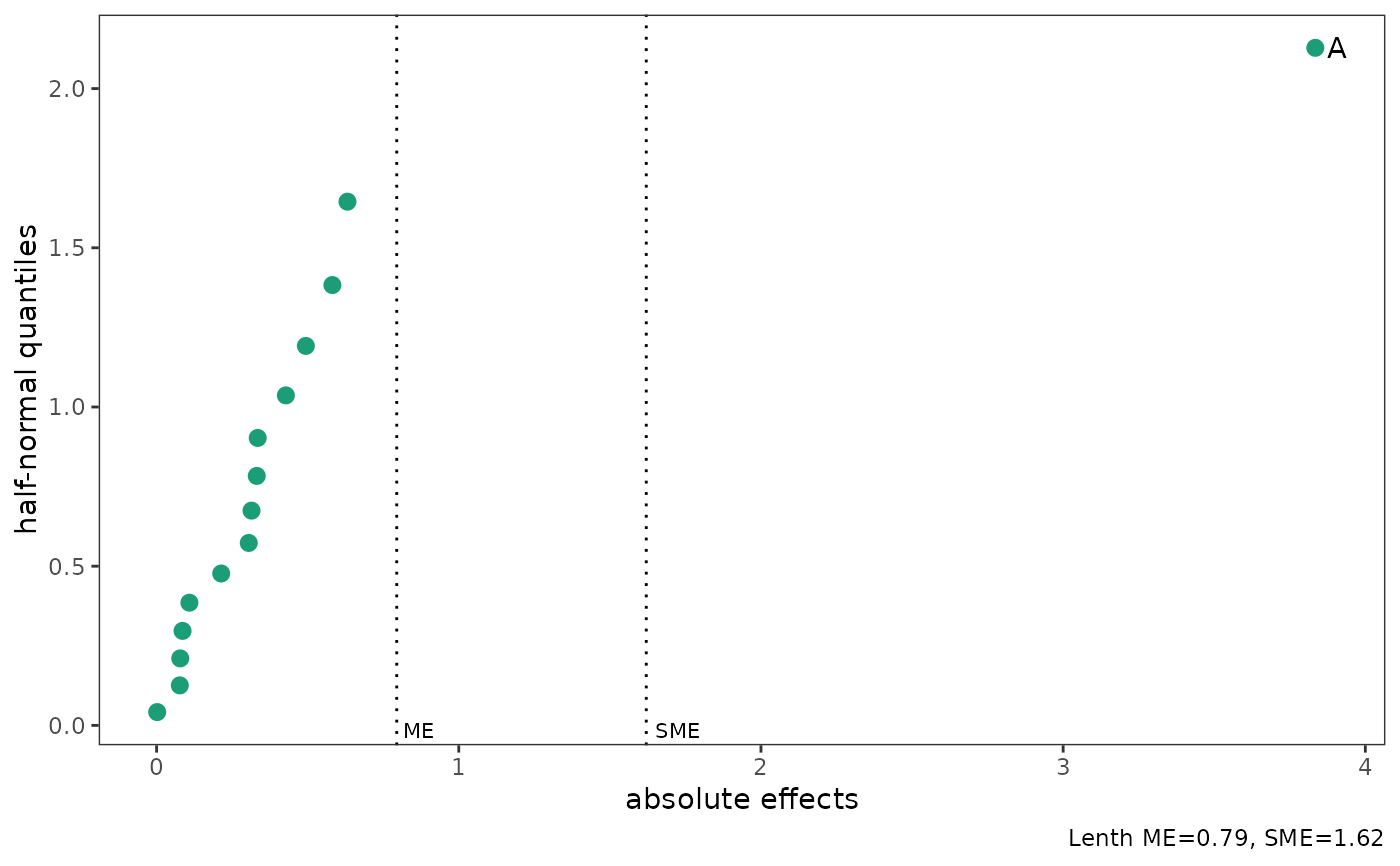 A
2.0
1.5
1.0
0.5
0.0
half-normal quantiles
ME
SME
0 1 2 3 4
absolute effects
Lenth ME=0.79, SME=1.62